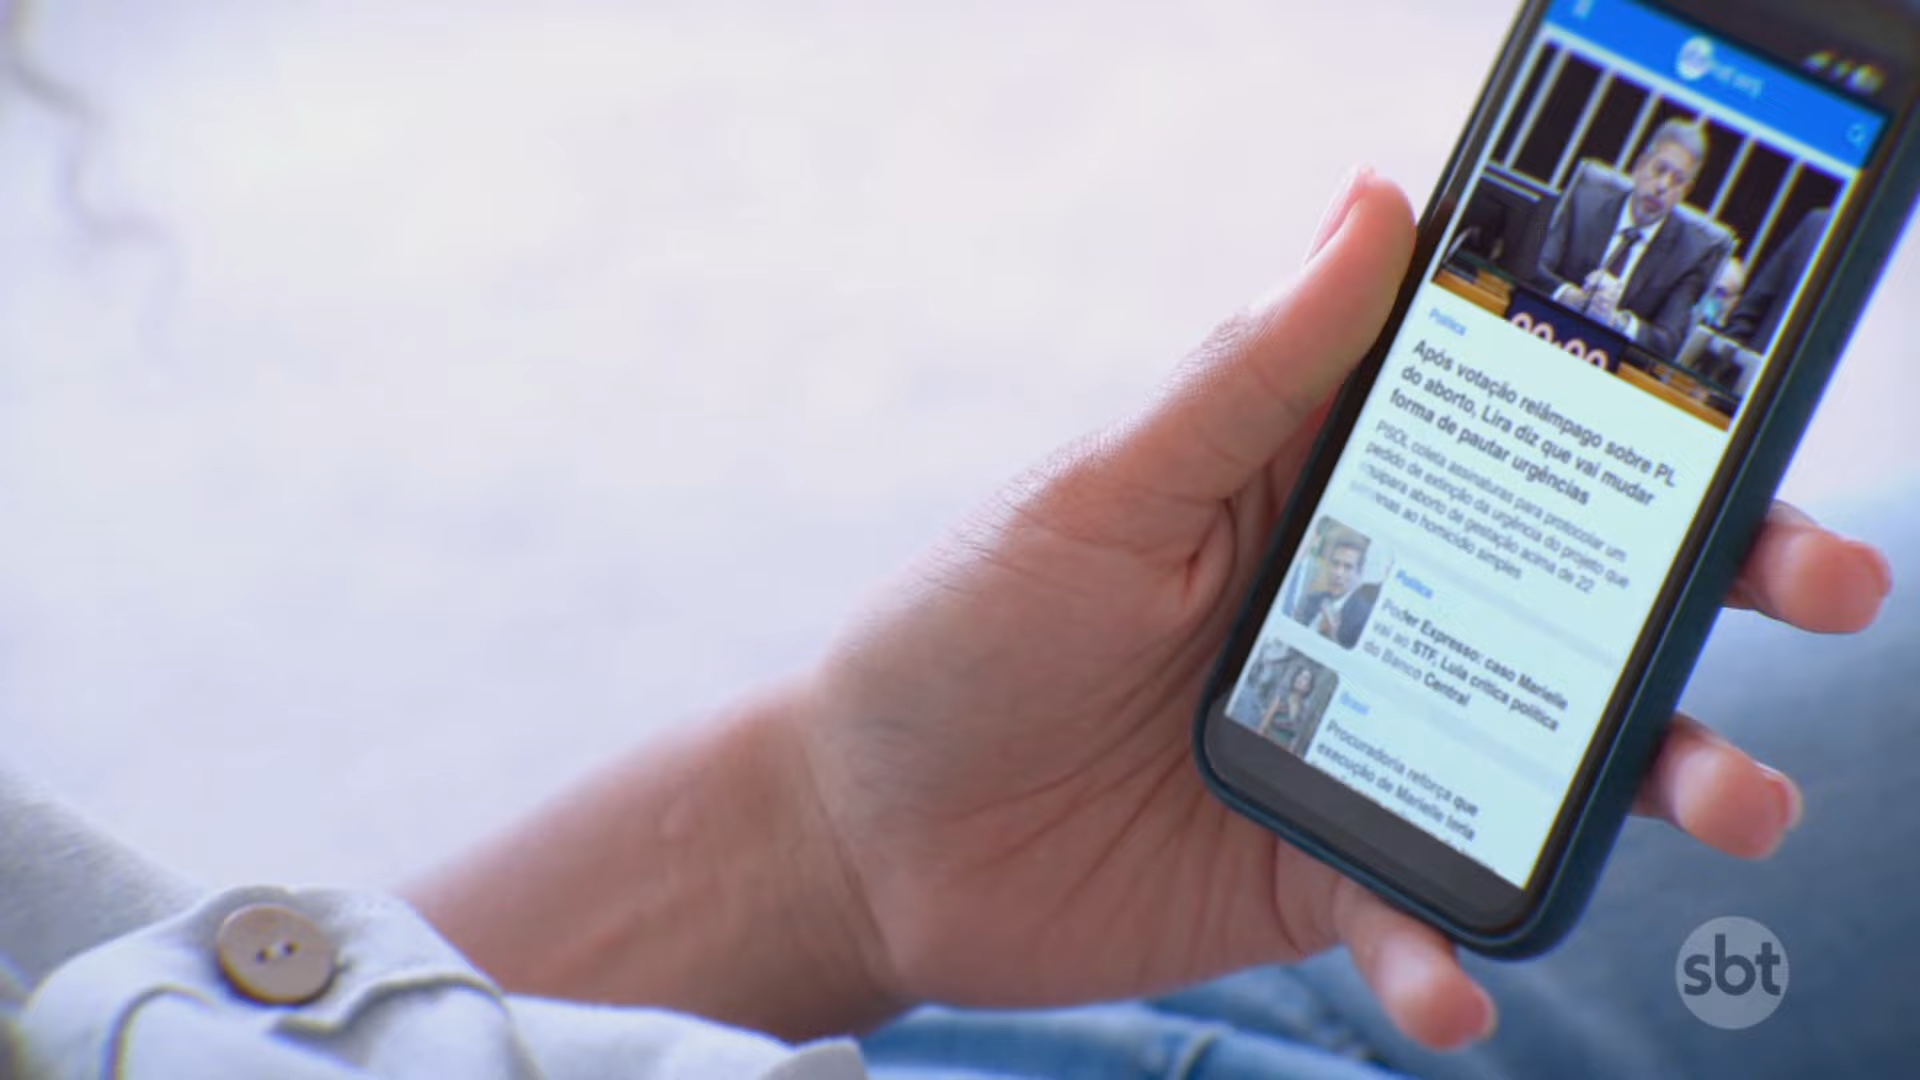 news
Política
00:00
Após votação relâmpago sobre PL
do aborto, Lira diz que vai mudar
forma de pautar urgências
PSOL coleta assinaturas para protocolar um
pedido de extinção da urgência do projeto que
aborto de gestação acima de 22
ao homicídio simples
Política
Poder Expresso: caso Marielle
vai ao STF, Lula critica política
do Banco Central
Brasil
Procuradoria reforça que
execução de Marielle teria
sbt